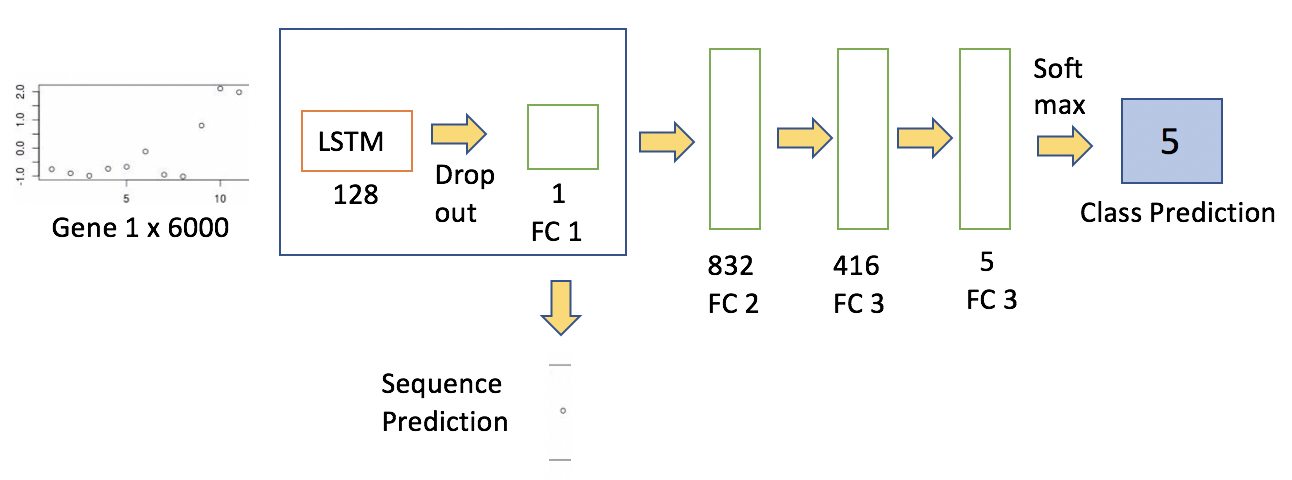 2.0
1.0
0.0
-1.0
5
10
Gene 1 x 6000
LSTM
128
Drop
out
1
FC 1
832
FC 2
416
FC 3
5
FC 3
Soft
max
5
Class Prediction
Sequence
Prediction